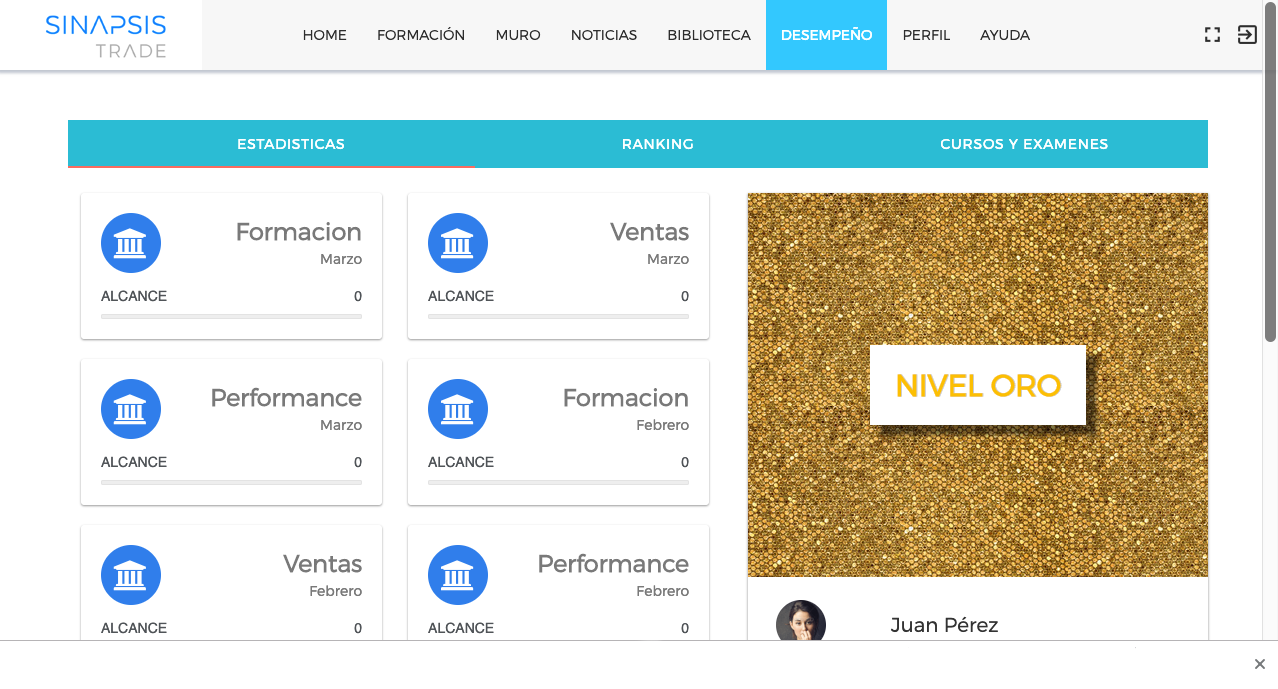 SINAPSIS
TRADE
HOME FORMACIÓN MURO NOTICIAS BIBLIOTECA DESEMPEÑO PERFIL AYUDA
ESTADISTICAS RANKING CURSOS Y EXAMENES
Formacion
Marzo
ALCANCE 0
Ventas
Marzo
ALCANCE 0
Performance
Marzo
ALCANCE 0
Formacion
Febrero
ALCANCE 0
Ventas
Febrero
ALCANCE 0
Performance
Febrero
ALCANCE 0
NIVEL ORO
Juan Pérez